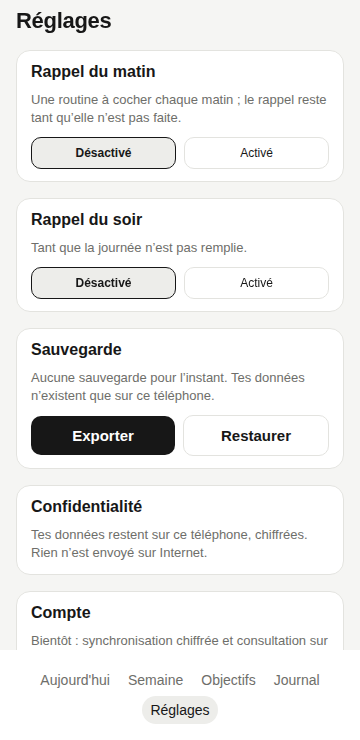 Réglages
Rappel du matin
Une routine à cocher chaque matin ; le rappel reste
tant qu’elle n’est pas faite.
Désactivé
Activé
Rappel du soir
Tant que la journée n’est pas remplie.
Désactivé
Activé
Sauvegarde
Aucune sauvegarde pour l’instant. Tes données
n’existent que sur ce téléphone.
Exporter
Restaurer
Confidentialité
Tes données restent sur ce téléphone, chiffrées.
Rien n’est envoyé sur Internet.
Compte
Bientôt : synchronisation chiffrée et consultation sur
Aujourd'hui
Semaine
Objectifs
Journal
Réglages